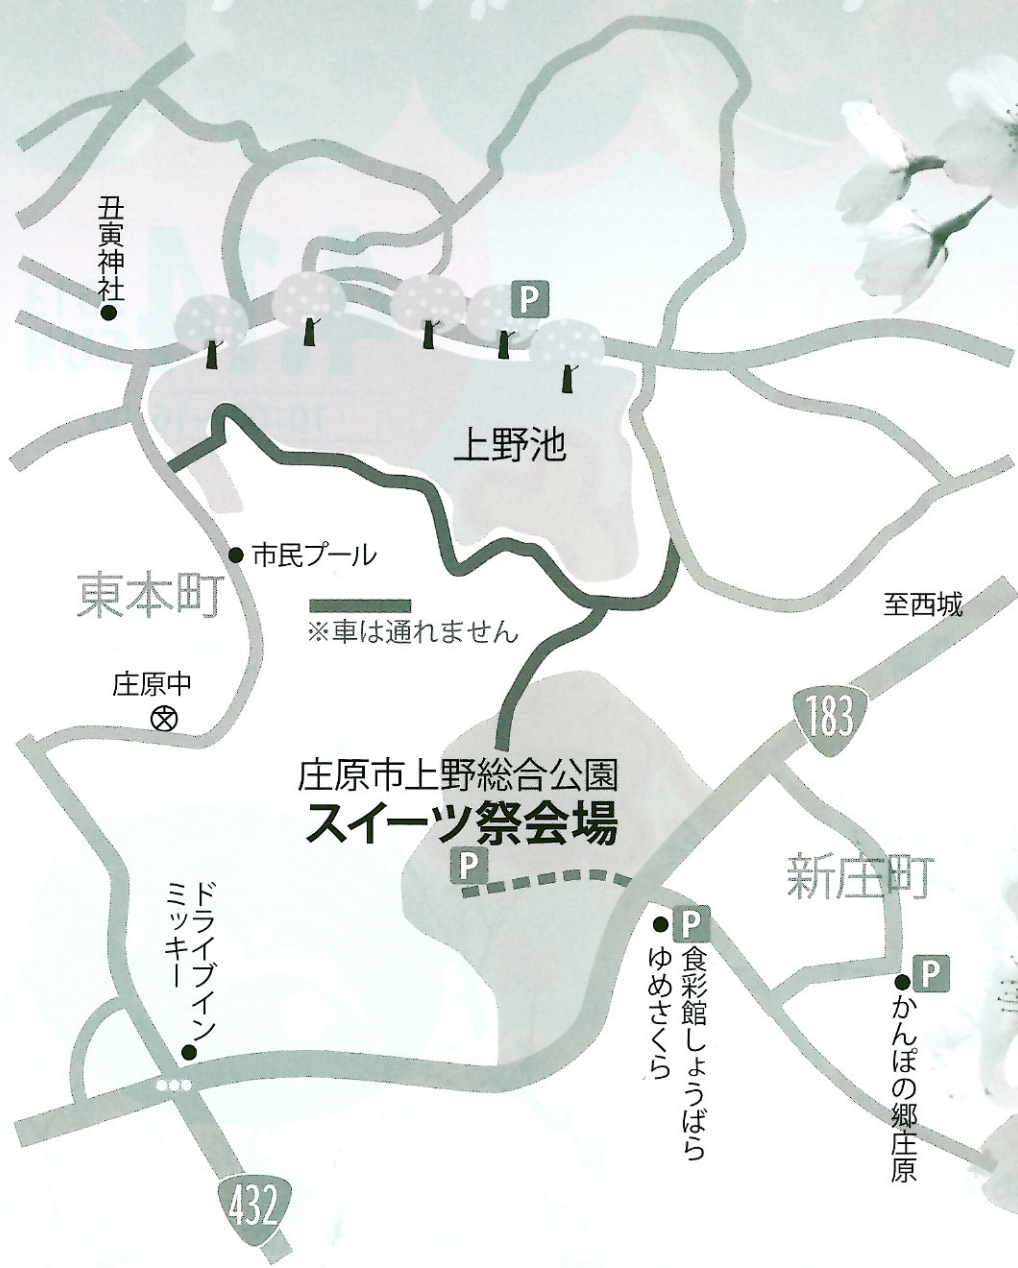 丑寅神社
P
上野池
市民プール
東本町
※車は通れません
至西城
庄原中
文
183
庄原市上野総合公園
スイーツ祭会場
P
新庄町
ドライブイン
ミッキー
P
食彩館しょうばら
ゆめさくら
P
かんぽの郷庄原
432